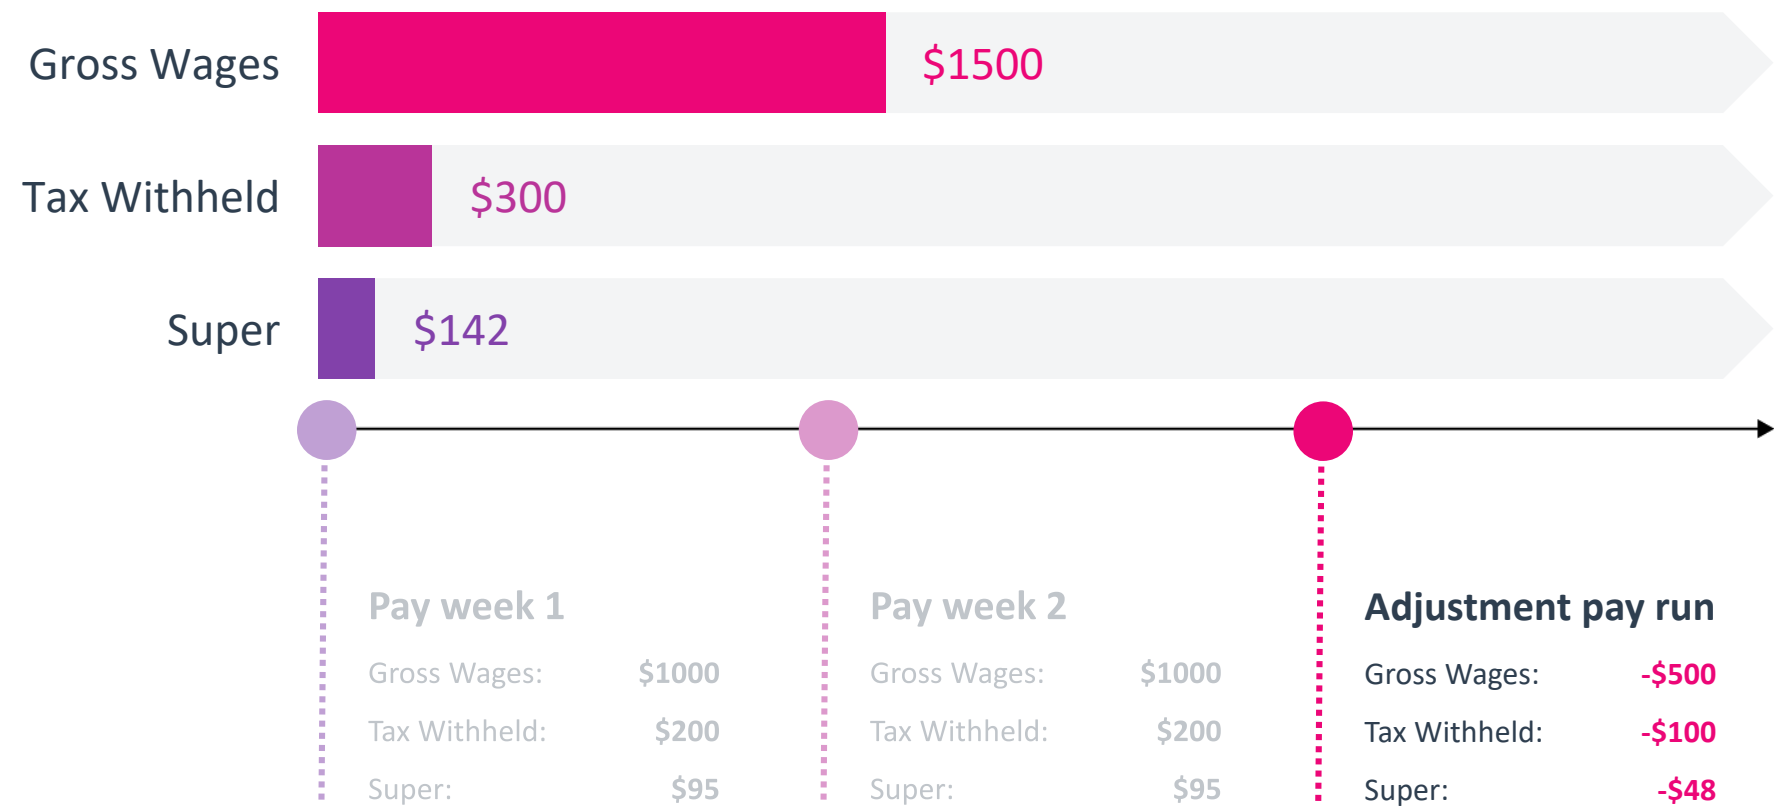 Gross Wages $1500
Tax Withheld $300
Super $142
Pay week 1
Gross Wages: $1000
Tax Withheld: $200
Super: $95
Pay week 2
Gross Wages: $1000
Tax Withheld: $200
Super: $95
Adjustment pay run
Gross Wages: -$500
Tax Withheld: -$100
Super: -$48